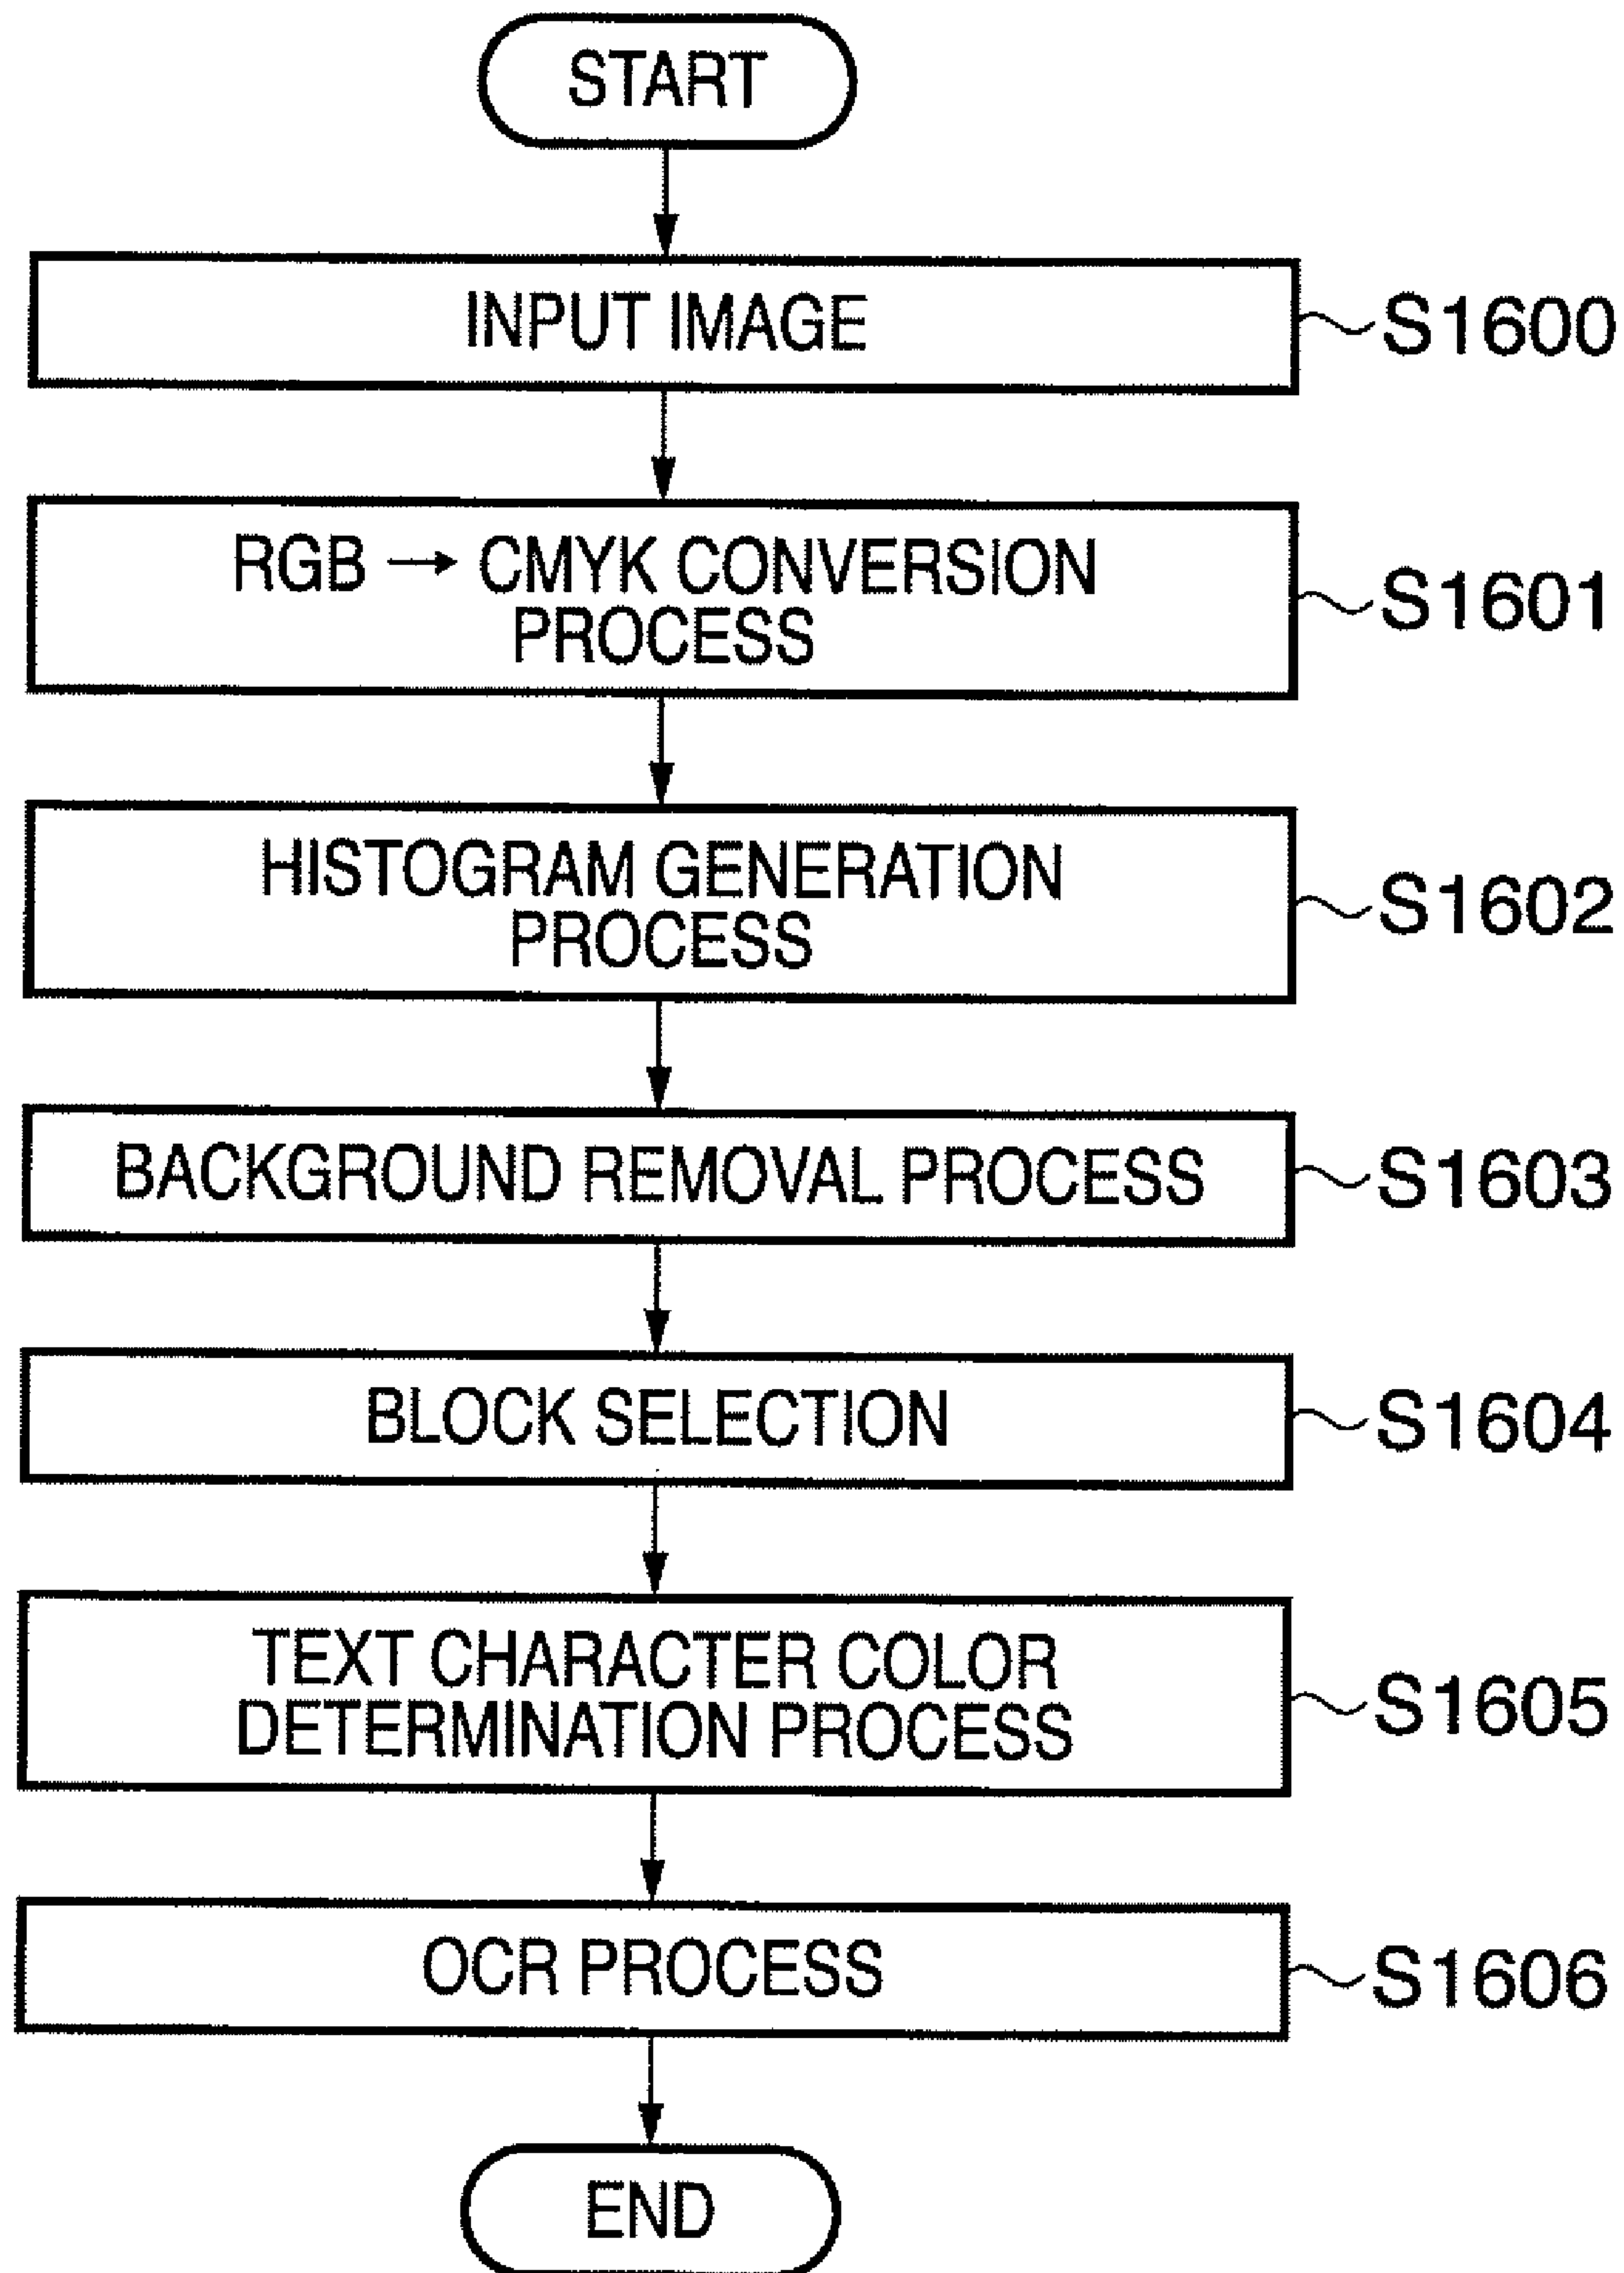 START
INPUT IMAGE
S1600
RGB → CMYK CONVERSION
PROCESS
S1601
HISTOGRAM GENERATION
PROCESS
S1602
BACKGROUND REMOVAL PROCESS
S1603
BLOCK SELECTION
S1604
TEXT CHARACTER COLOR
DETERMINATION PROCESS
S1605
OCR PROCESS
S1606
END